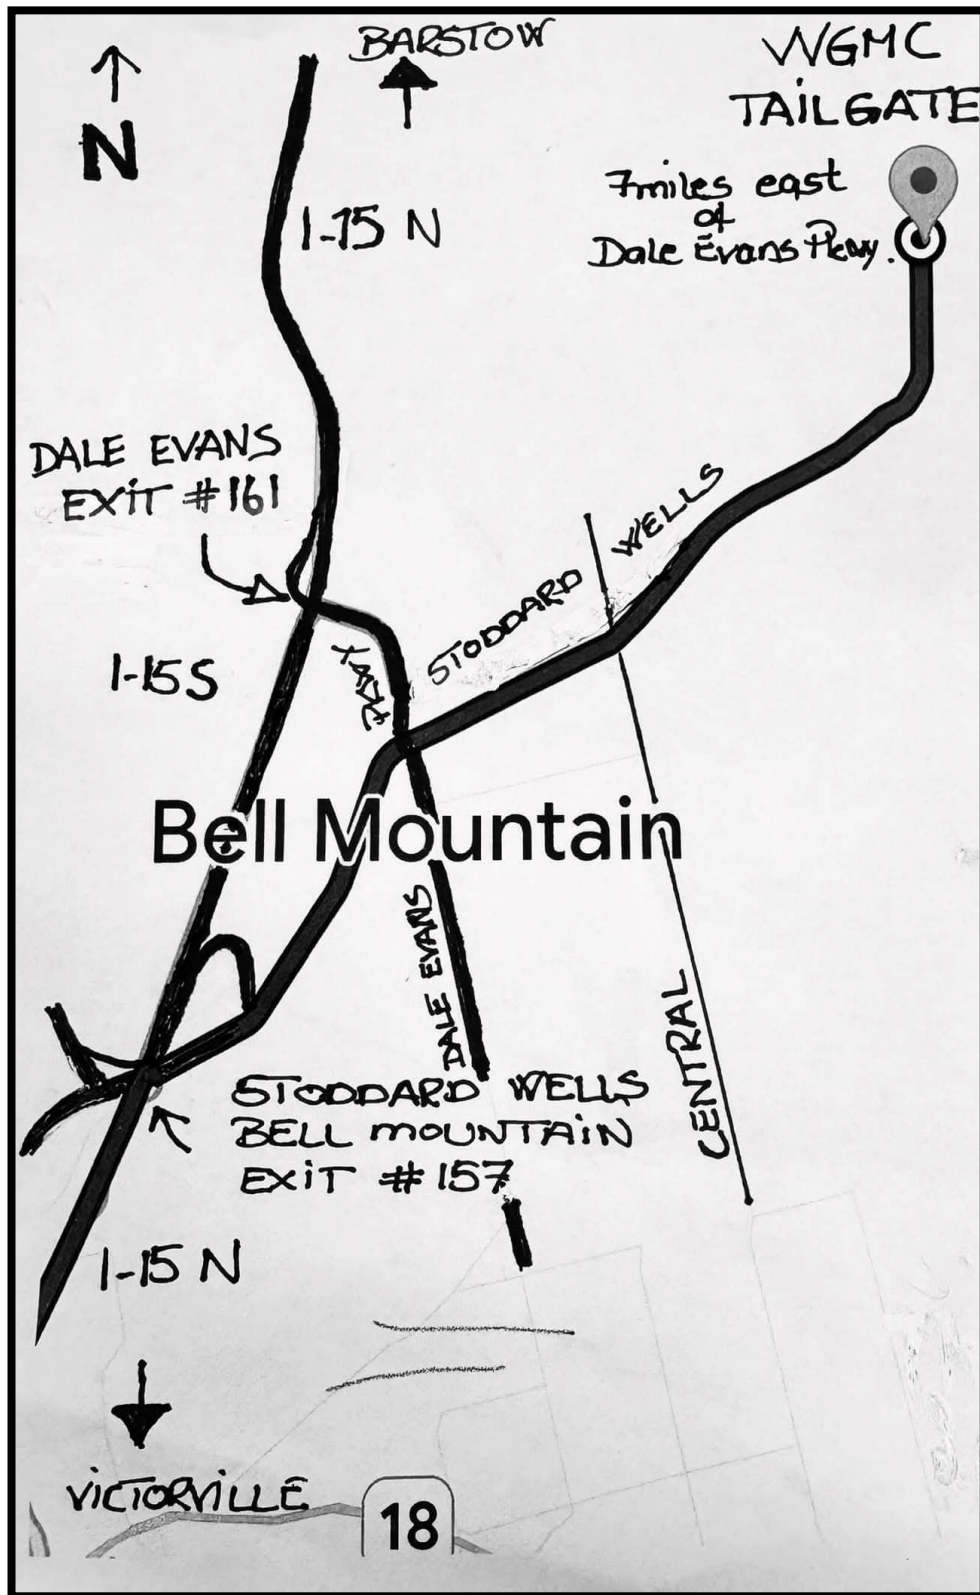 BARSTOW
WGMC
TAILGATE
N
7miles east
of
Dale Evans Pkwy.
I-15 N
DALE EVANS
EXIT #161
STODDARD WELLS
I-15 S
PKWY
Bell Mountain
DALE EVANS
CENTRAL
STODDARD WELLS
BELL MOUNTAIN
EXIT #157
I-15 N
VICTORVILLE
18